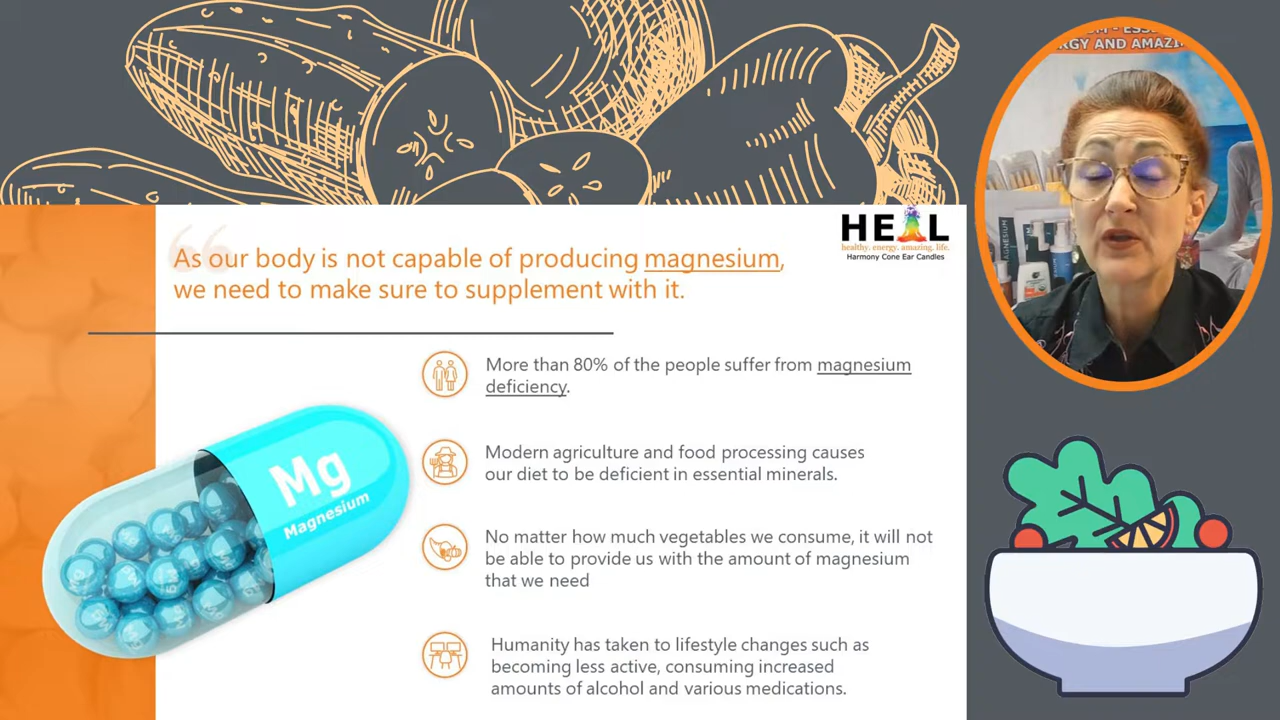 As our body is not capable of producing magnesium,
we need to make sure to supplement with it.
HEAL
healthy. energy. amazing. life.
Harmony Cone Ear Candles
More than 80% of the people suffer from magnesium
deficiency.
Modern agriculture and food processing causes
our diet to be deficient in essential minerals.
No matter how much vegetables we consume, it will not
be able to provide us with the amount of magnesium
that we need
Humanity has taken to lifestyle changes such as
becoming less active, consuming increased
amounts of alcohol and various medications.
Mg
Magnesium
RGY AND AMAZI